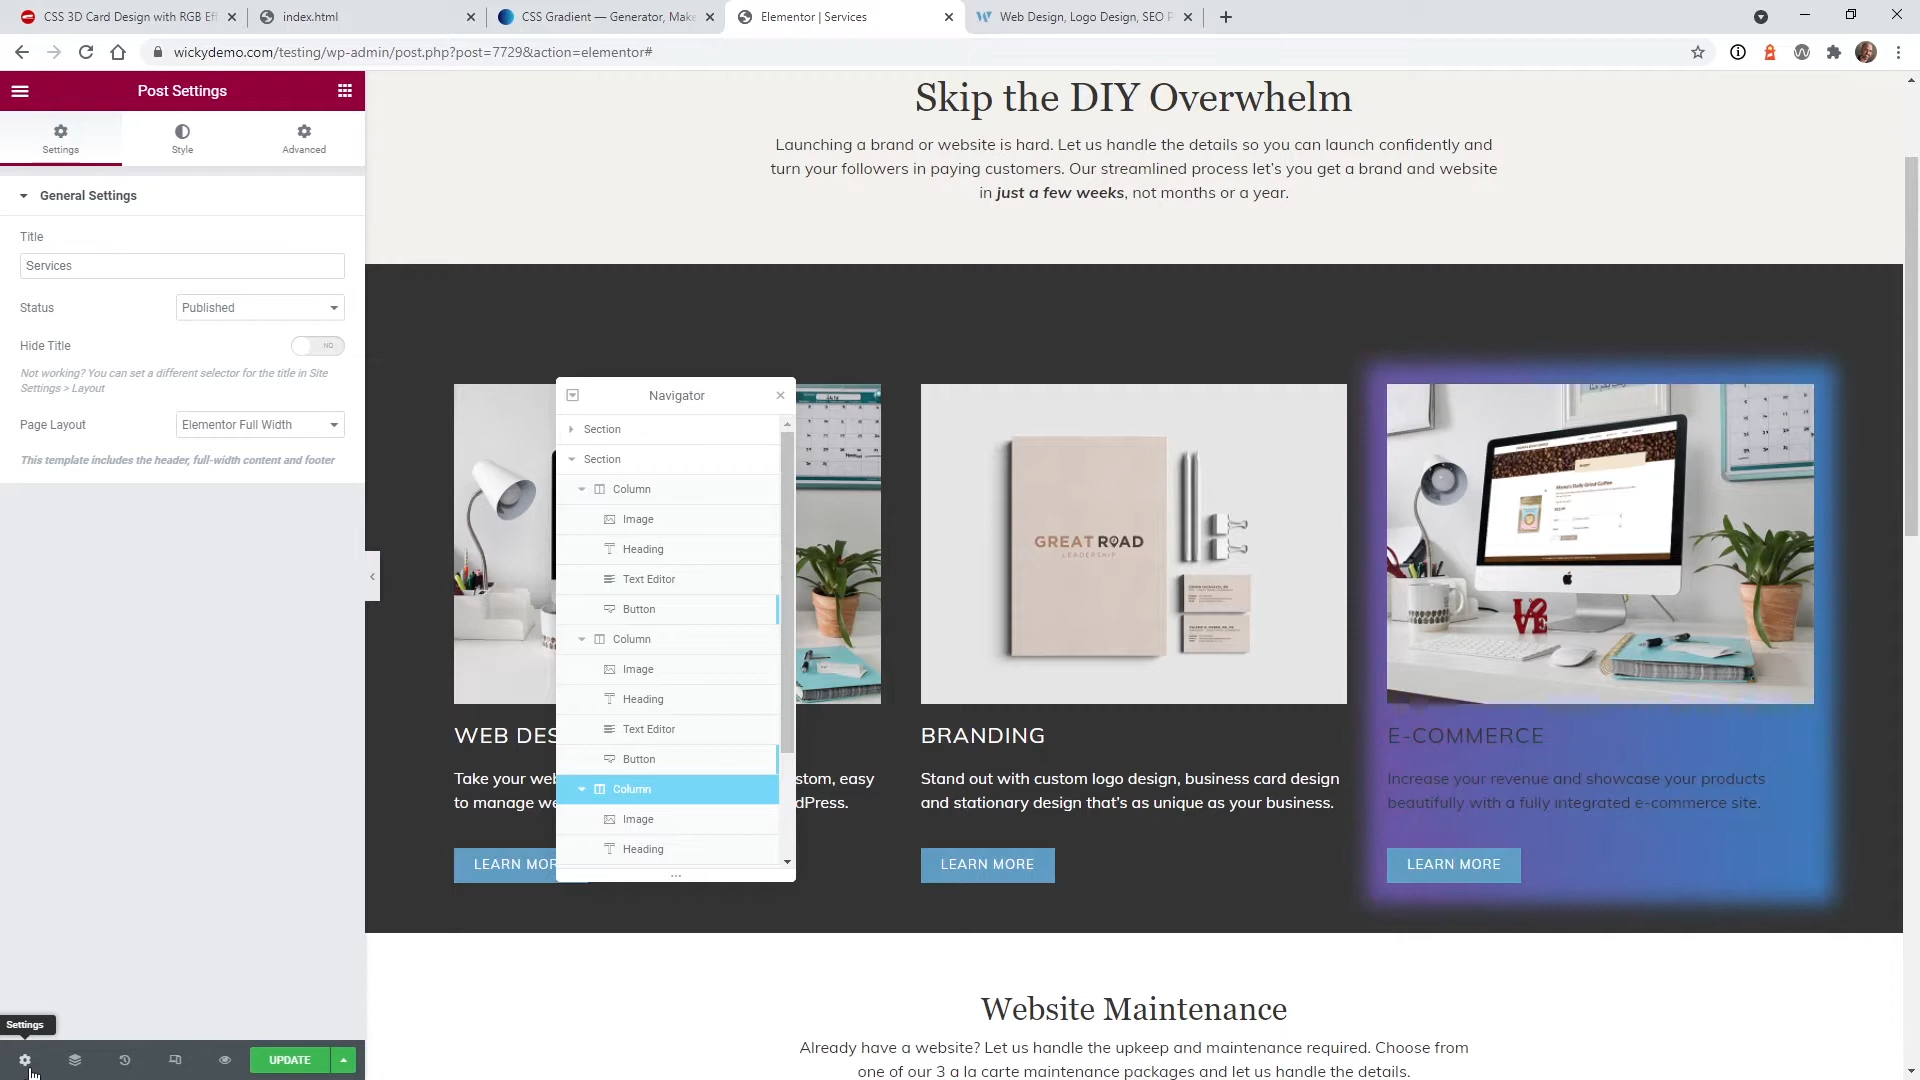 CSS 3D Card Design with RGB Eff
index.html
CSS Gradient — Generator, Make
Elementor | Services
Web Design, Logo Design, SEO P
wickydemo.com/testing/wp-admin/post.php?post=7729&action=elementor#
Post Settings
Settings
Style
Advanced
General Settings
Title
Services
Status
Published
Hide Title
NO
Not working? You can set a different selector for the title in Site
Settings > Layout
Page Layout
Elementor Full Width
This template includes the header, full-width content and footer
Settings
UPDATE
Skip the DIY Overwhelm
Launching a brand or website is hard. Let us handle the details so you can launch confidently and
turn your followers in paying customers. Our streamlined process let's you get a brand and website
in just a few weeks, not months or a year.
Navigator
Section
Section
Column
Image
Heading
Text Editor
Button
Column
Image
Heading
Text Editor
Button
Column
Image
Heading
WEB DES
Take your web
stom, easy
to manage we
dPress.
LEARN MOR
GREAT ROAD
LEADERSHIP
BRANDING
Stand out with custom logo design, business card design
and stationary design that's as unique as your business.
LEARN MORE
LOVE
E-COMMERCE
Increase your revenue and showcase your products
beautifully with a fully integrated e-commerce site.
LEARN MORE
Website Maintenance
Already have a website? Let us handle the upkeep and maintenance required. Choose from
one of our 3 a la carte maintenance packages and let us handle the details.